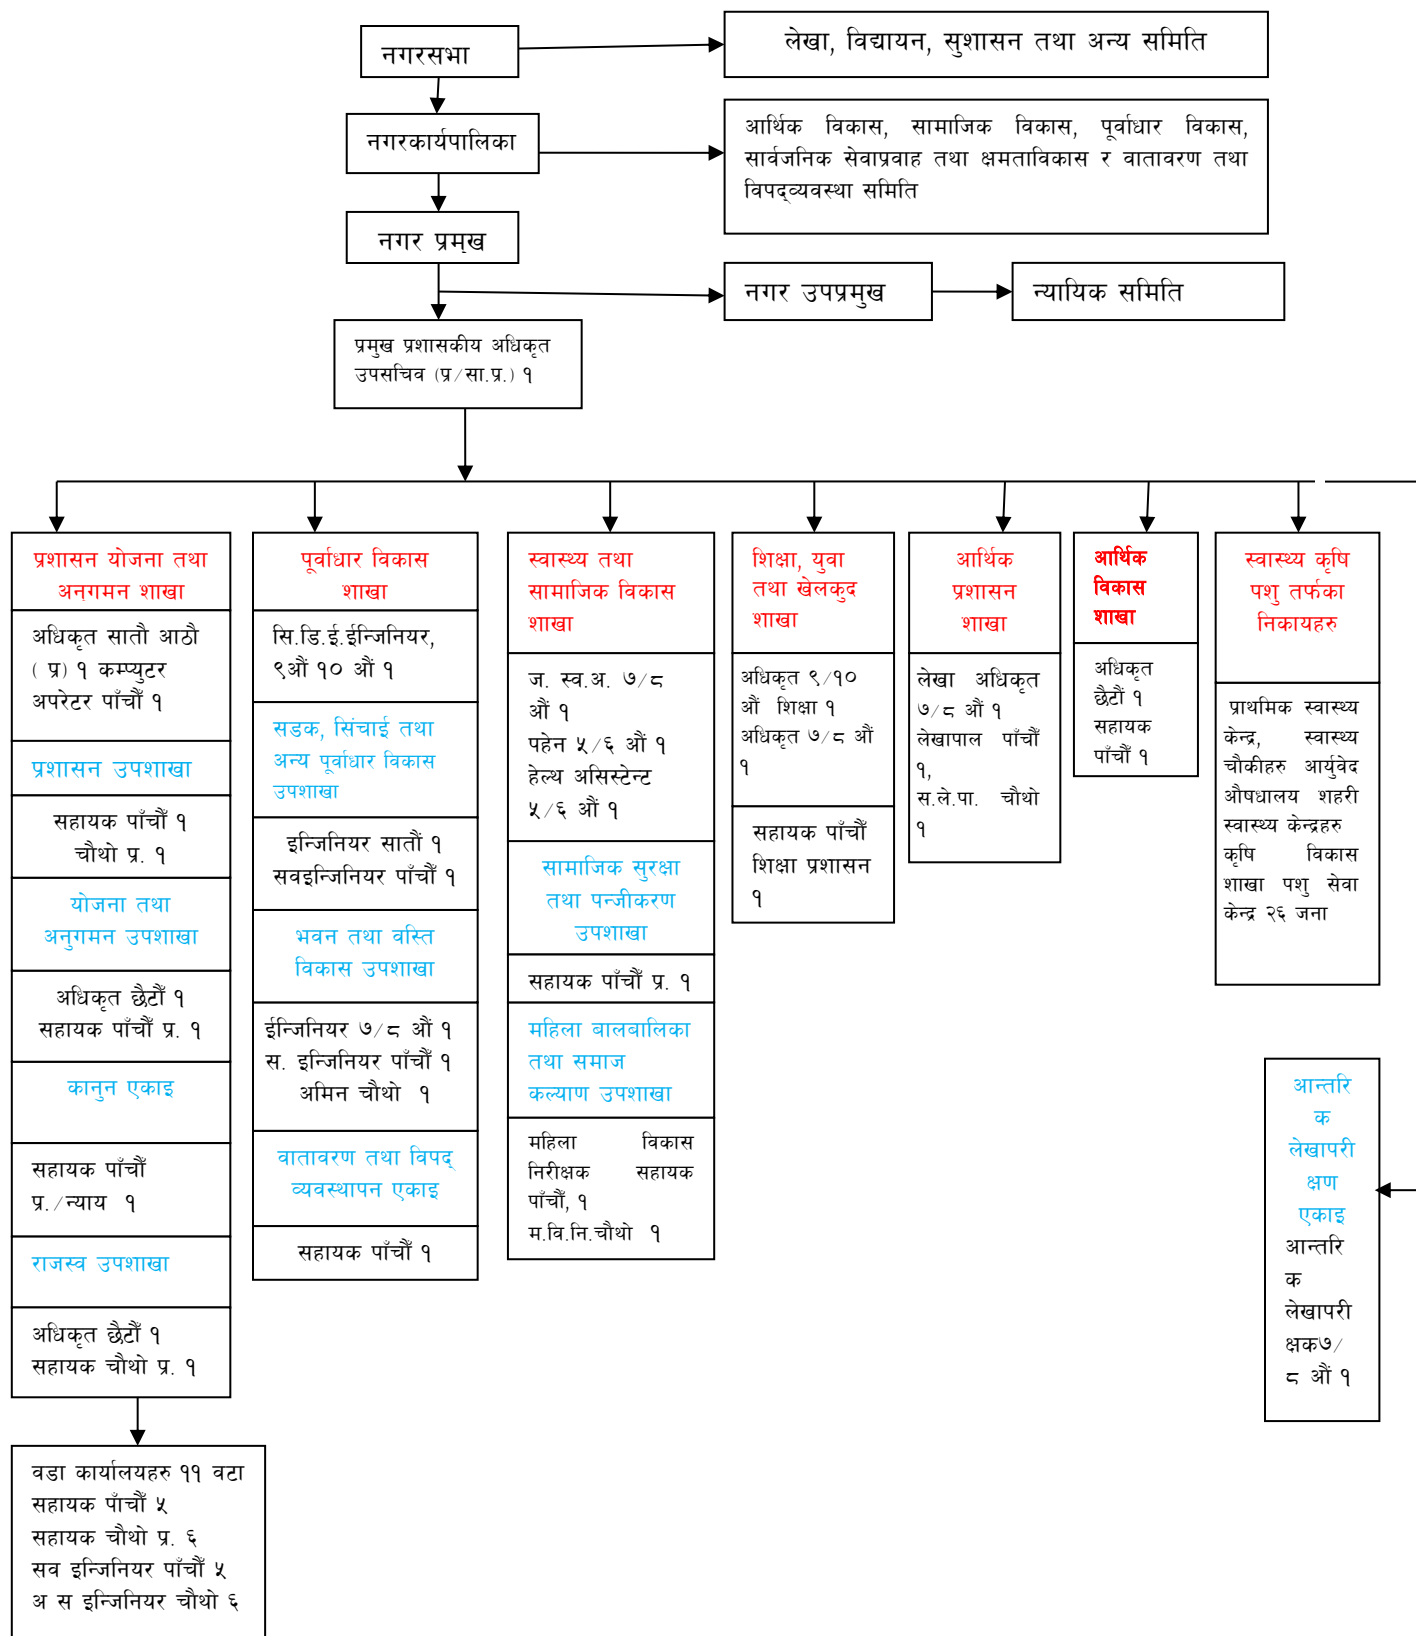 नगरसभा
लेखा, विद्यायन, सुशासन तथा अन्य समिति
नगरकार्यपालिका
आर्थिक विकास, सामाजिक विकास, पूर्वाधार विकास,
सार्वजनिक सेवाप्रवाह तथा क्षमताविकास र वातावरण तथा
विपद्व्यवस्था समिति
नगर प्रमुख
नगर उपप्रमुख
न्यायिक समिति
प्रमुख प्रशासकीय अधिकृत
उपसचिव (प्र/सा.प्र.) १
प्रशासन योजना तथा
अनुगमन शाखा
अधिकृत सातौ आठौ
( प्र) १ कम्प्युटर
अपरेटर पाँचौँ १
प्रशासन उपशाखा
सहायक पाँचौँ १
चौथो प्र. १
योजना तथा
अनुगमन उपशाखा
अधिकृत छैटौँ १
सहायक पाँचौँ प्र. १
कानुन एकाइ
सहायक पाँचौँ
प्र./न्याय १
राजस्व उपशाखा
अधिकृत छैटौँ १
सहायक चौथो प्र. १
वडा कार्यालयहरु ११ वटा
सहायक पाँचौँ ५
सहायक चौथो प्र. ६
सव इन्जिनियर पाँचौँ ५
अ स इन्जिनियर चौथो ६
पूर्वाधार विकास
शाखा
सि.डि.ई.ईन्जिनियर,
९औं १० औं १
सडक, सिंचाई तथा
अन्य पूर्वाधार विकास
उपशाखा
इन्जिनियर सातौं १
सवइन्जिनियर पाँचौँ १
भवन तथा वस्ति
विकास उपशाखा
ईन्जिनियर ७/८ औं १
स. इन्जिनियर पाँचौँ १
अमिन चौथो १
वातावरण तथा विपद्
व्यवस्थापन एकाइ
सहायक पाँचौँ १
स्वास्थ्य तथा
सामाजिक विकास
शाखा
ज. स्व.अ. ७/८
औं १
पहेन ५/६ औं १
हेल्थ असिस्टेन्ट
५/६ औं १
सामाजिक सुरक्षा
तथा पन्जीकरण
उपशाखा
सहायक पाँचौँ प्र. १
महिला बालबालिका
तथा समाज
कल्याण उपशाखा
महिला विकास
निरीक्षक सहायक
पाँचौँ, १
म.वि.नि.चौथो १
शिक्षा, युवा
तथा खेलकुद
शाखा
अधिकृत ९/१०
औं शिक्षा १
अधिकृत ७/८ औं
१
सहायक पाँचौँ
शिक्षा प्रशासन
१
आर्थिक
प्रशासन
शाखा
लेखा अधिकृत
७/८ औं १
लेखापाल पाँचौँ
१,
स.ले.पा. चौथो
१
आर्थिक
विकास
शाखा
अधिकृत
छैटौं १
सहायक
पाँचौँ १
स्वास्थ्य कृषि
पशु तर्फका
निकायहरु
प्राथमिक स्वास्थ्य
केन्द्र, स्वास्थ्य
चौकीहरु आर्युवेद
औषधालय शहरी
स्वास्थ्य केन्द्रहरु
कृषि विकास
शाखा पशु सेवा
केन्द्र २६ जना
आन्तरि
क
लेखापरी
क्षण
एकाइ
आन्तरि
क
लेखापरी
क्षक७/
८ औं १